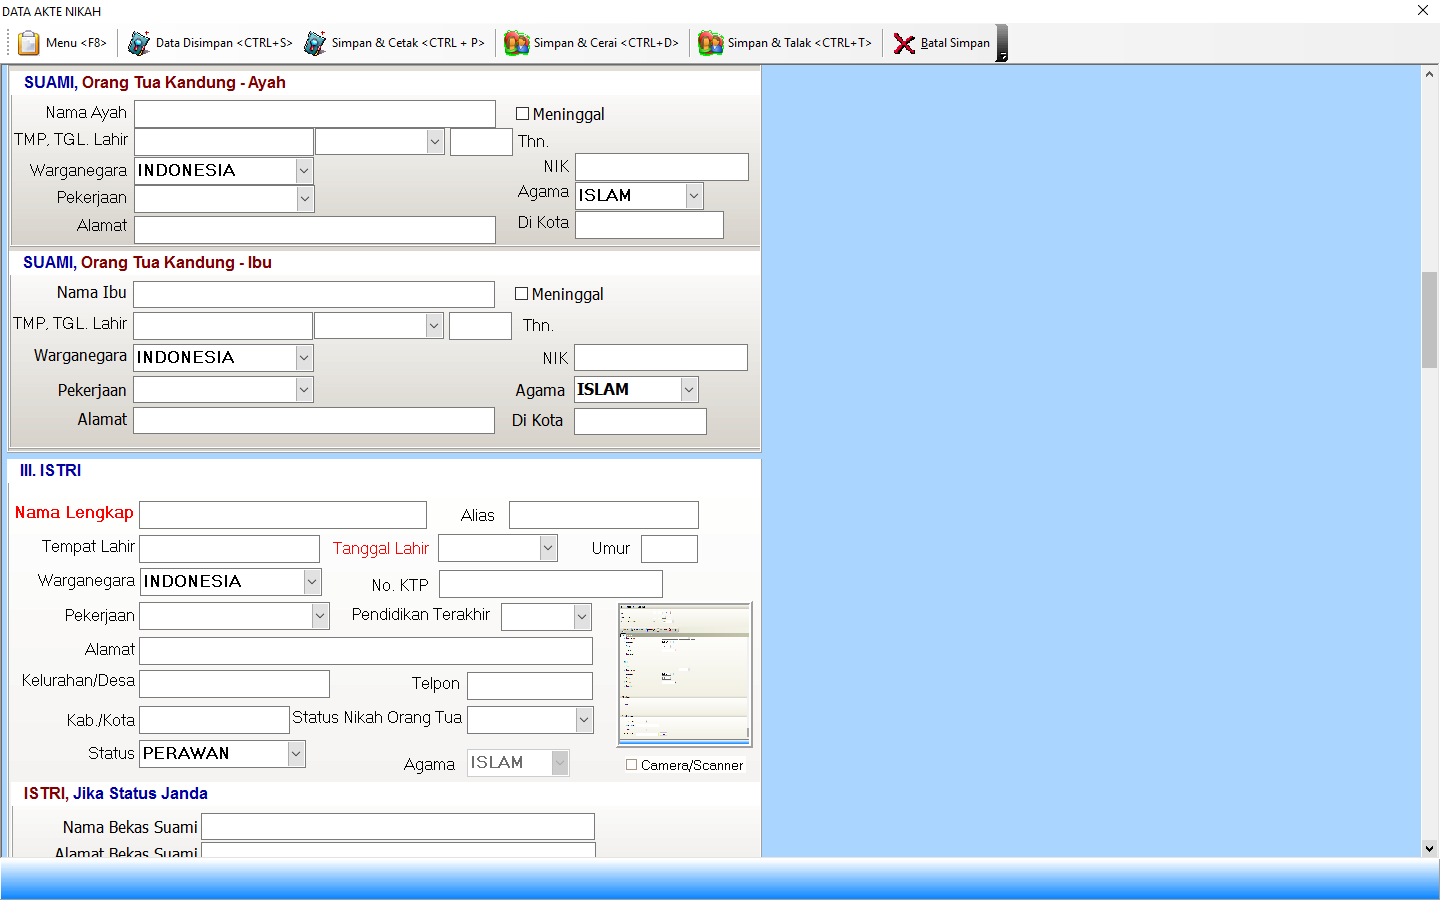 DATA AKTE NIKAH
Menu <F8> Data Disimpan <CTRL+S> Simpan & Cetak <CTRL + P> Simpan & Cerai <CTRL+D> Simpan & Talak <CTRL+T> Batal Simpan
SUAMI, Orang Tua Kandung - Ayah
Nama Ayah Meninggal
TMP, TGL. Lahir Thn.
Warganegara INDONESIA NIK
Pekerjaan Agama ISLAM
Alamat Di Kota
SUAMI, Orang Tua Kandung - Ibu
Nama Ibu Meninggal
TMP, TGL. Lahir Thn.
Warganegara INDONESIA NIK
Pekerjaan Agama ISLAM
Alamat Di Kota
III. ISTRI
Nama Lengkap Alias
Tempat Lahir Tanggal Lahir Umur
Warganegara INDONESIA No. KTP
Pekerjaan Pendidikan Terakhir
Alamat
Kelurahan/Desa Telpon
Kab./Kota Status Nikah Orang Tua
Status PERAWAN Agama ISLAM Camera/Scanner
ISTRI, Jika Status Janda
Nama Bekas Suami
Alamat Bekas Suami